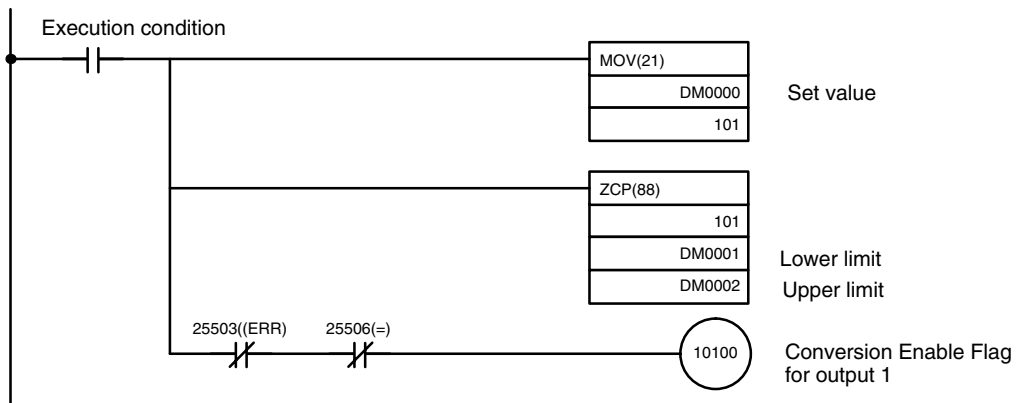 Execution condition
MOV(21)
DM0000
Set value
101
ZCP(88)
101
DM0001
Lower limit
DM0002
Upper limit
25503((ERR)
25506(=)
10100
Conversion Enable Flag
for output 1